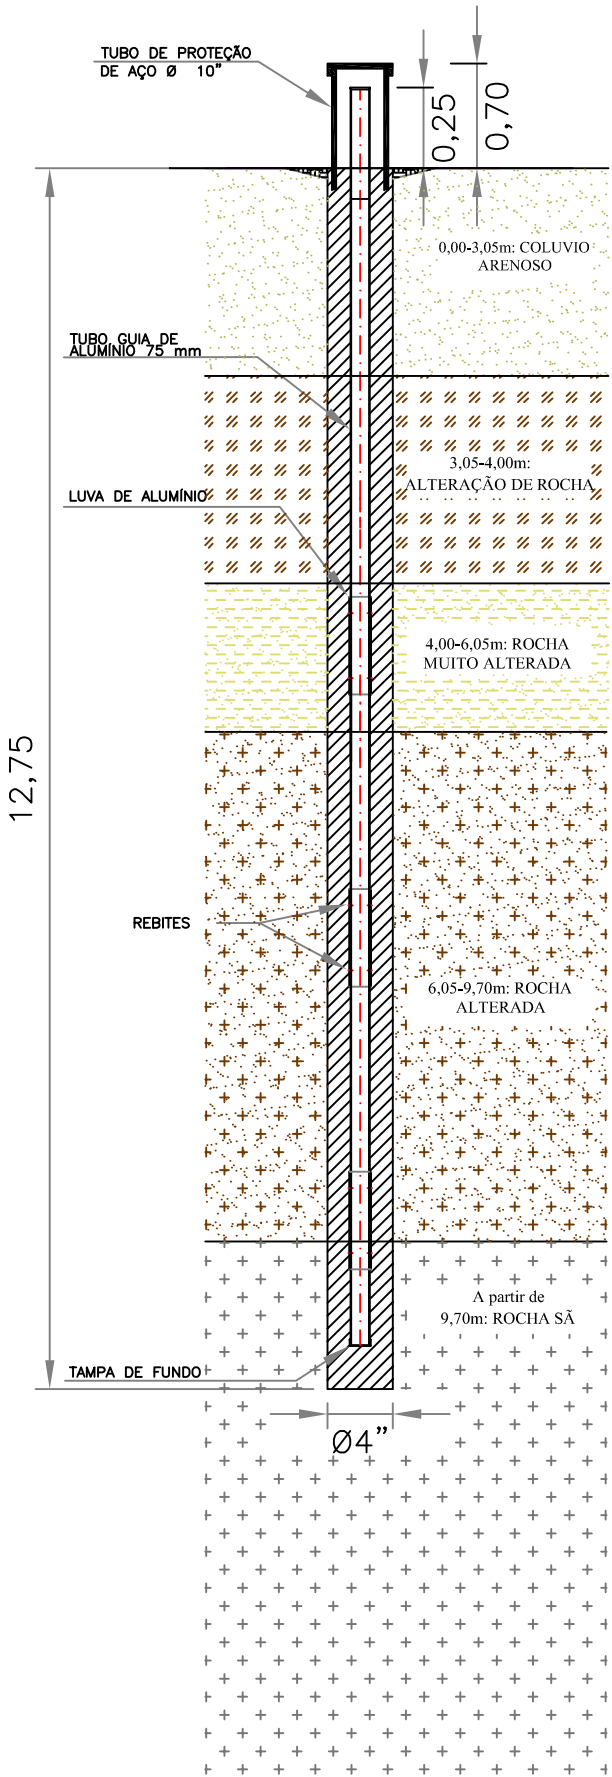 TUBO DE PROTEÇÃO
DE AÇO Ø 10"
0,25
0,70
0,00-3,05m: COLUVIO
ARENOSO
TUBO GUIA DE
ALUMÍNIO 75 mm
3,05-4,00m:
ALTERAÇÃO DE ROCHA
LUVA DE ALUMÍNIO
4,00-6,05m: ROCHA
MUITO ALTERADA
12,75
REBITES
6,05-9,70m: ROCHA
ALTERADA
A partir de
9,70m: ROCHA SÃ
TAMPA DE FUNDO
Ø4"